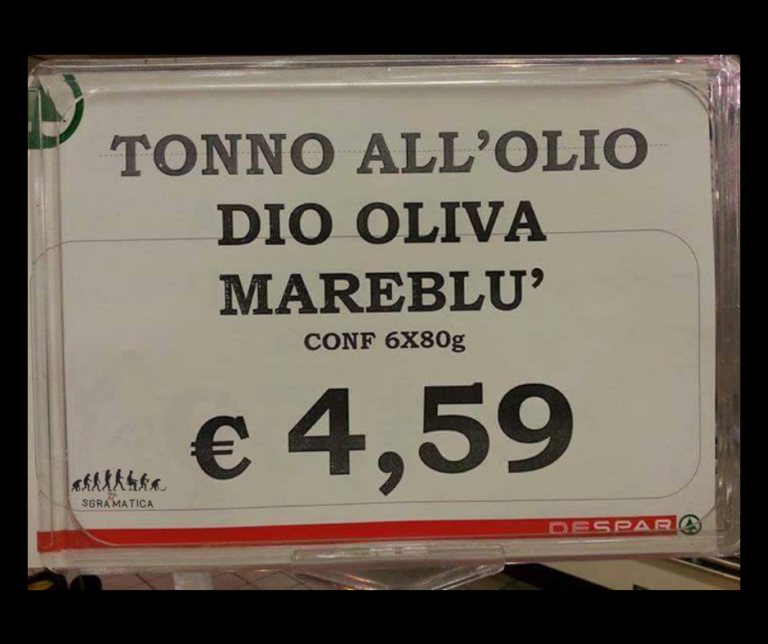 TONNO ALL'OLIO
DIO OLIVA
MAREBLU'
CONF 6X80g
€ 4,59
SGRAMATICA
DESPAR